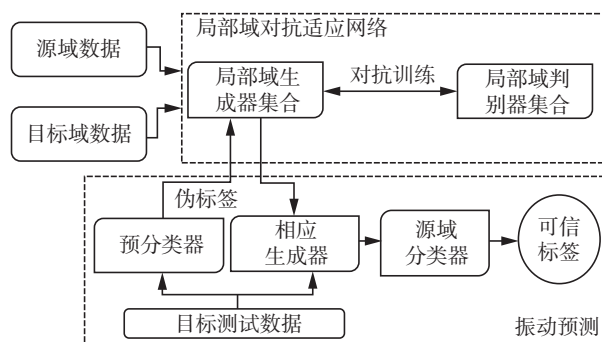 局部域对抗适应网络
源域数据
目标域数据
局部域生
成器集合
对抗训练
局部域判
别器集合
伪标签
预分类器
相应
生成器
源域
分类器
可信
标签
目标测试数据
振动预测